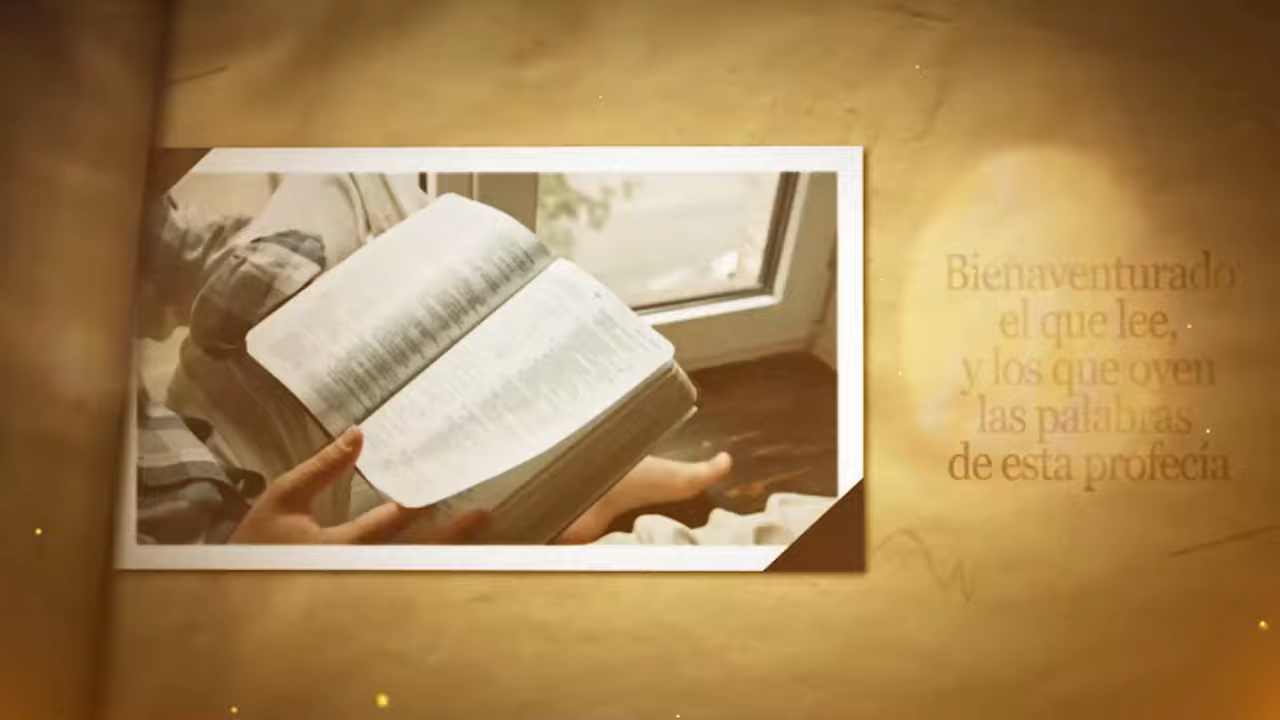 Bienaventurado
el que lee,
y los que oyen
las palabras
de esta profecía